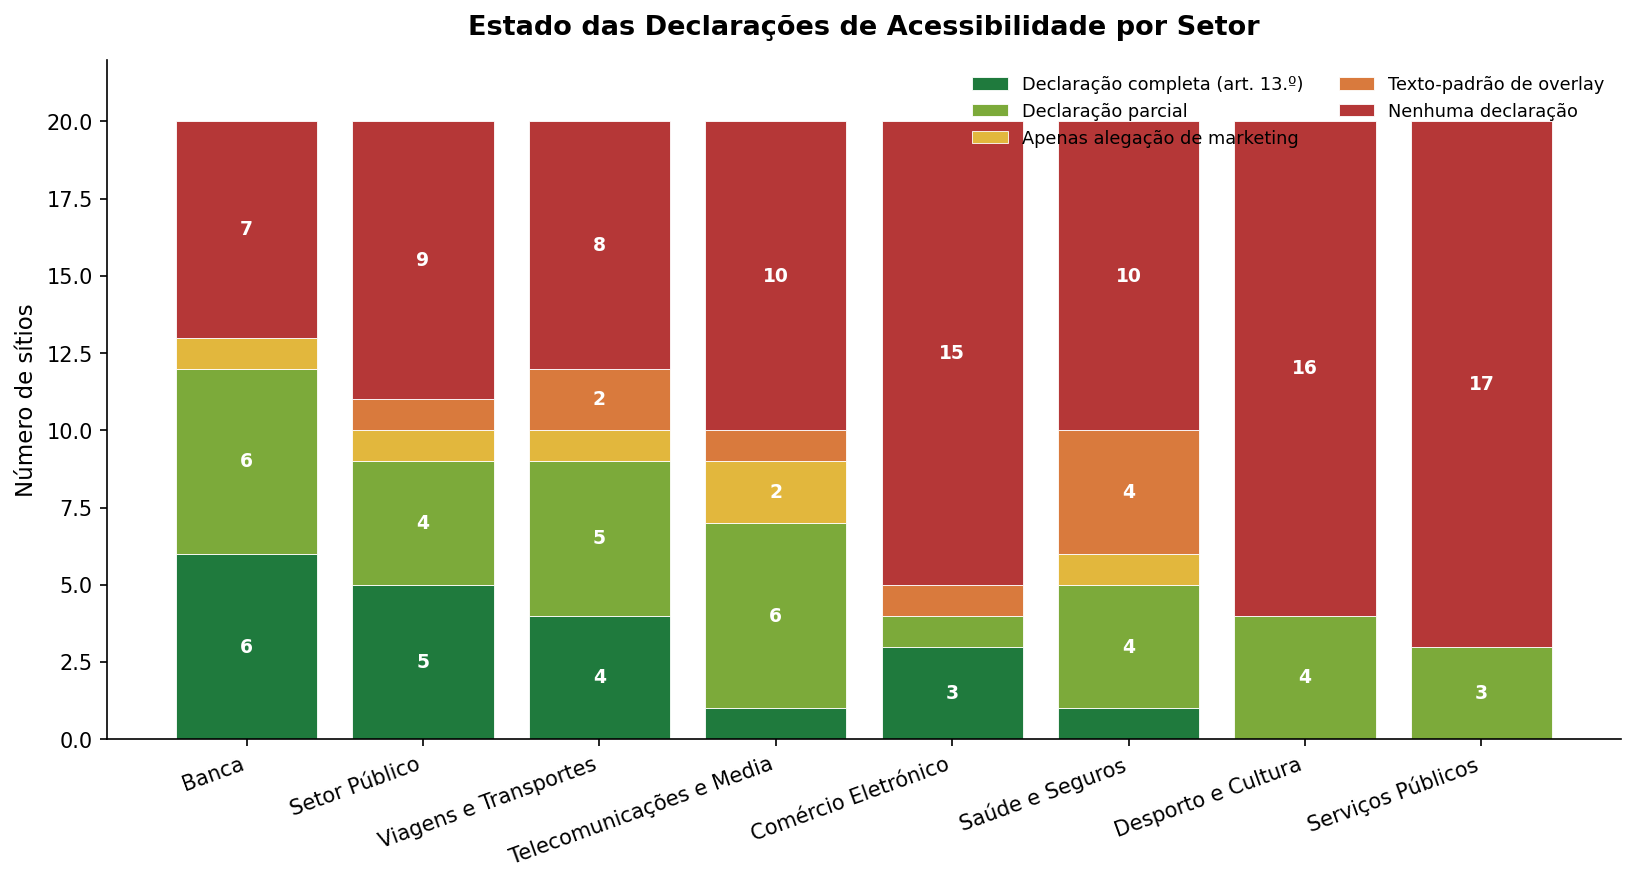 Estado das Declarações de Acessibilidade por Setor
Declaração completa (art. 13.º)
Declaração parcial
Apenas alegação de marketing
Texto-padrão de overlay
Nenhuma declaração
Número de sítios
20.0
17.5
15.0
12.5
10.0
7.5
5.0
2.5
0.0
7
6
6
9
4
5
8
2
5
4
10
2
6
15
3
10
4
4
16
4
17
3
Banca
Setor Público
Viagens e Transportes
Telecomunicações e Media
Comércio Eletrónico
Saúde e Seguros
Desporto e Cultura
Serviços Públicos